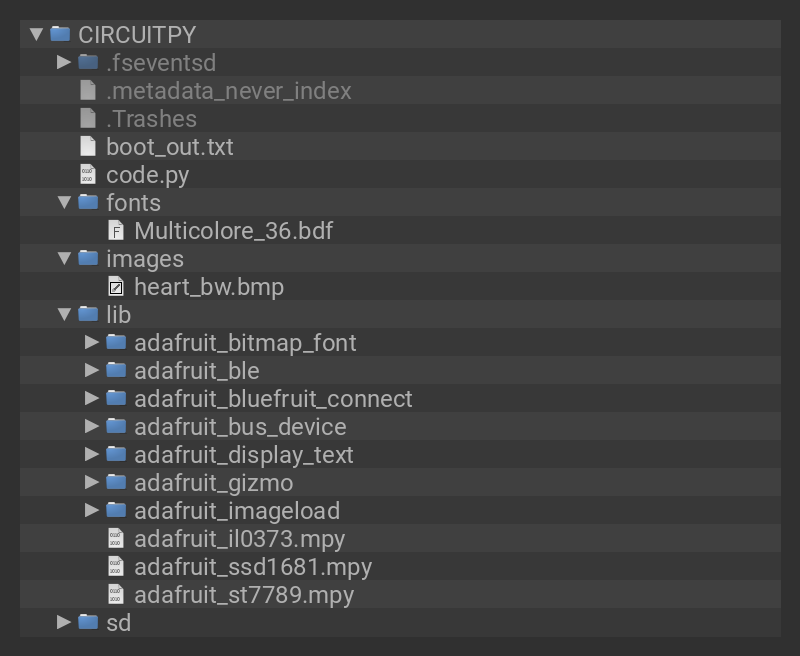 CIRCUITPY
.fseventsd
.metadata_never_index
.Trashes
boot_out.txt
code.py
fonts
Multicolore_36.bdf
images
heart_bw.bmp
lib
adafruit_bitmap_font
adafruit_ble
adafruit_bluefruit_connect
adafruit_bus_device
adafruit_display_text
adafruit_gizmo
adafruit_imageload
adafruit_il0373.mpy
adafruit_ssd1681.mpy
adafruit_st7789.mpy
sd